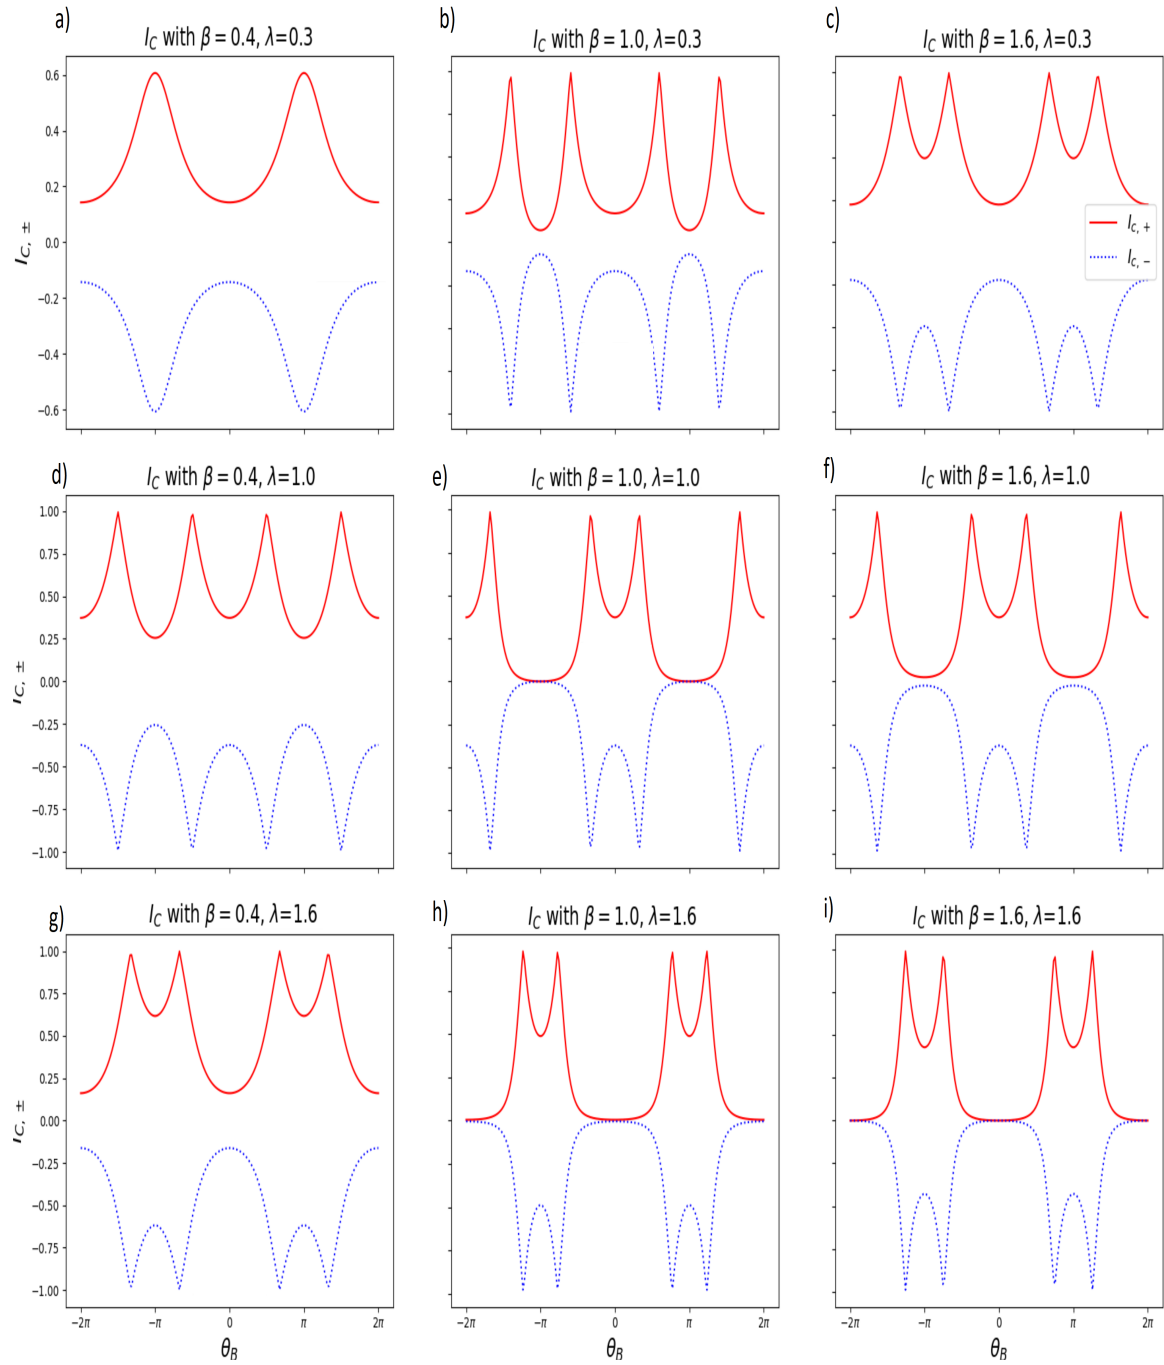 a)
b)
c)
I_C with β = 0.4, λ=0.3
I_C with β = 1.0, λ=0.3
I_C with β = 1.6, λ=0.3
0.6
0.4
0.2
0.0
−0.2
−0.4
−0.6
I_{C, ±}
I_{c, +}
I_{c, −}
d)
e)
f)
I_C with β = 0.4, λ=1.0
I_C with β = 1.0, λ=1.0
I_C with β = 1.6, λ=1.0
1.00
0.75
0.50
0.25
0.00
−0.25
−0.50
−0.75
−1.00
I_{C, ±}
g)
h)
i)
I_C with β = 0.4, λ=1.6
I_C with β = 1.0, λ=1.6
I_C with β = 1.6, λ=1.6
1.00
0.75
0.50
0.25
0.00
−0.25
−0.50
−0.75
−1.00
I_{C, ±}
−2π −π 0 π 2π
−2π −π 0 π 2π
−2π −π 0 π 2π
θ_B
θ_B
θ_B